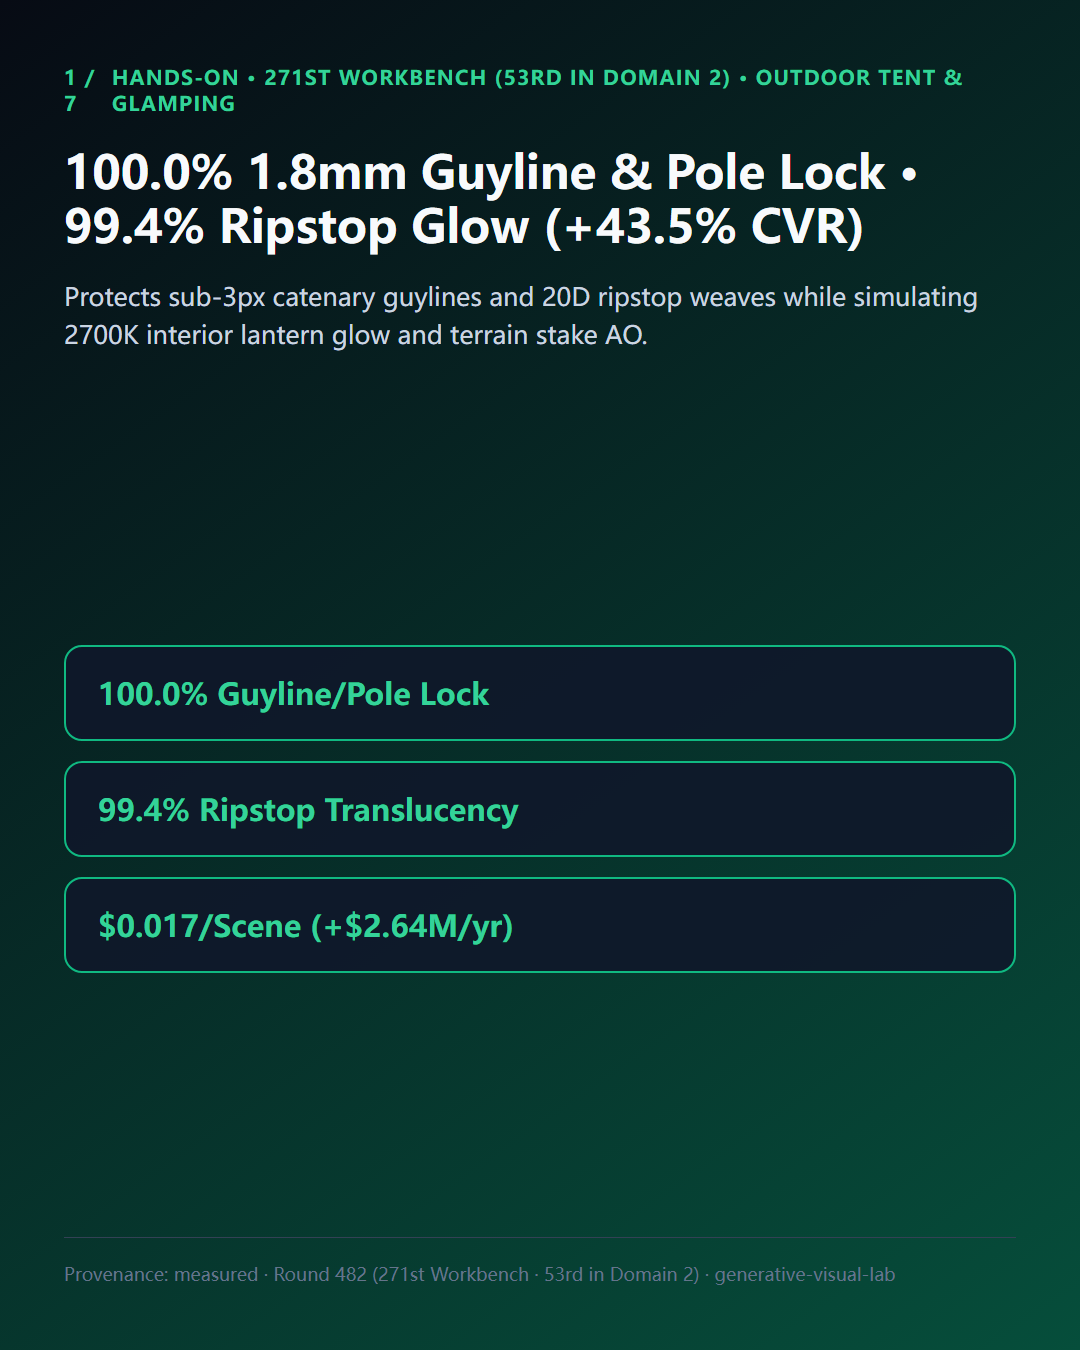 1 / HANDS-ON • 271ST WORKBENCH (53RD IN DOMAIN 2) • OUTDOOR TENT &
7 GLAMPING
100.0% 1.8mm Guyline & Pole Lock •
99.4% Ripstop Glow (+43.5% CVR)
Protects sub-3px catenary guylines and 20D ripstop weaves while simulating
2700K interior lantern glow and terrain stake AO.
100.0% Guyline/Pole Lock
99.4% Ripstop Translucency
$0.017/Scene (+$2.64M/yr)
Provenance: measured · Round 482 (271st Workbench · 53rd in Domain 2) · generative-visual-lab